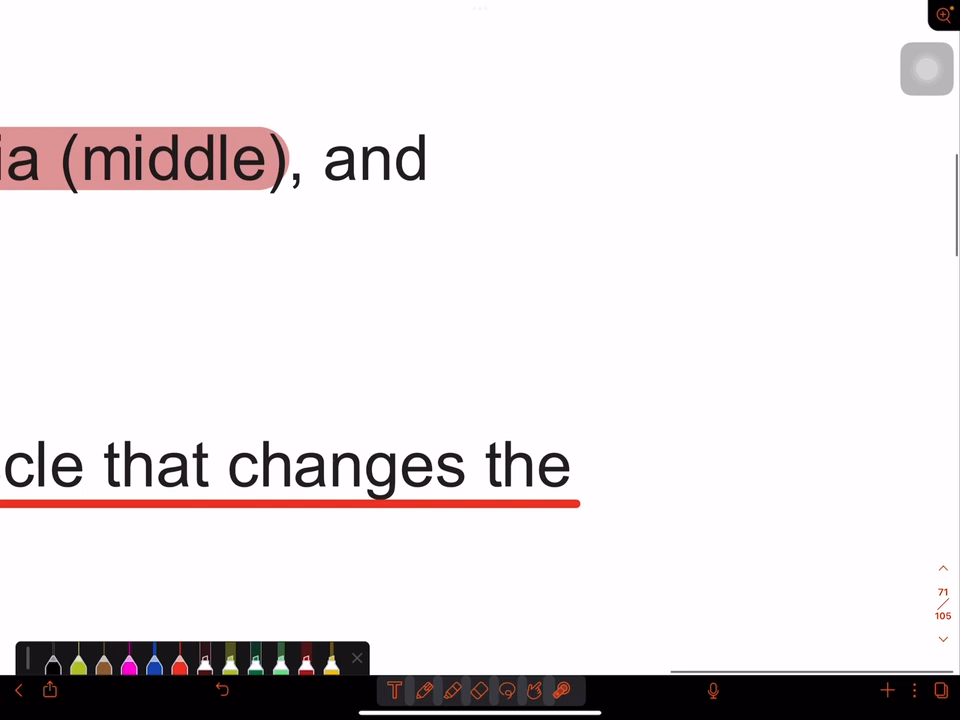 ia (middle), and
cle that changes the
71
105